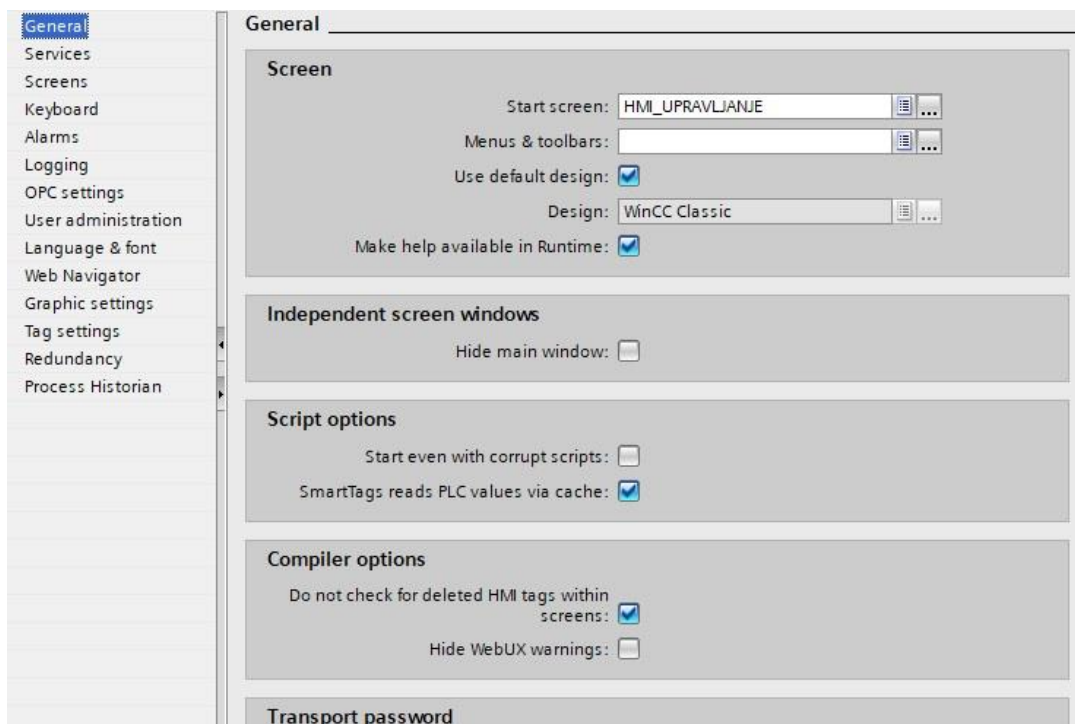 General
Services
Screens
Keyboard
Alarms
Logging
OPC settings
User administration
Language & font
Web Navigator
Graphic settings
Tag settings
Redundancy
Process Historian
General
Screen
Start screen: HMI_UPRAVLJANJE
...
Menus & toolbars:
...
Use default design:
Design: WinCC Classic
...
Make help available in Runtime:
Independent screen windows
Hide main window:
Script options
Start even with corrupt scripts:
SmartTags reads PLC values via cache:
Compiler options
Do not check for deleted HMI tags within
screens:
Hide WebUX warnings:
Transport password